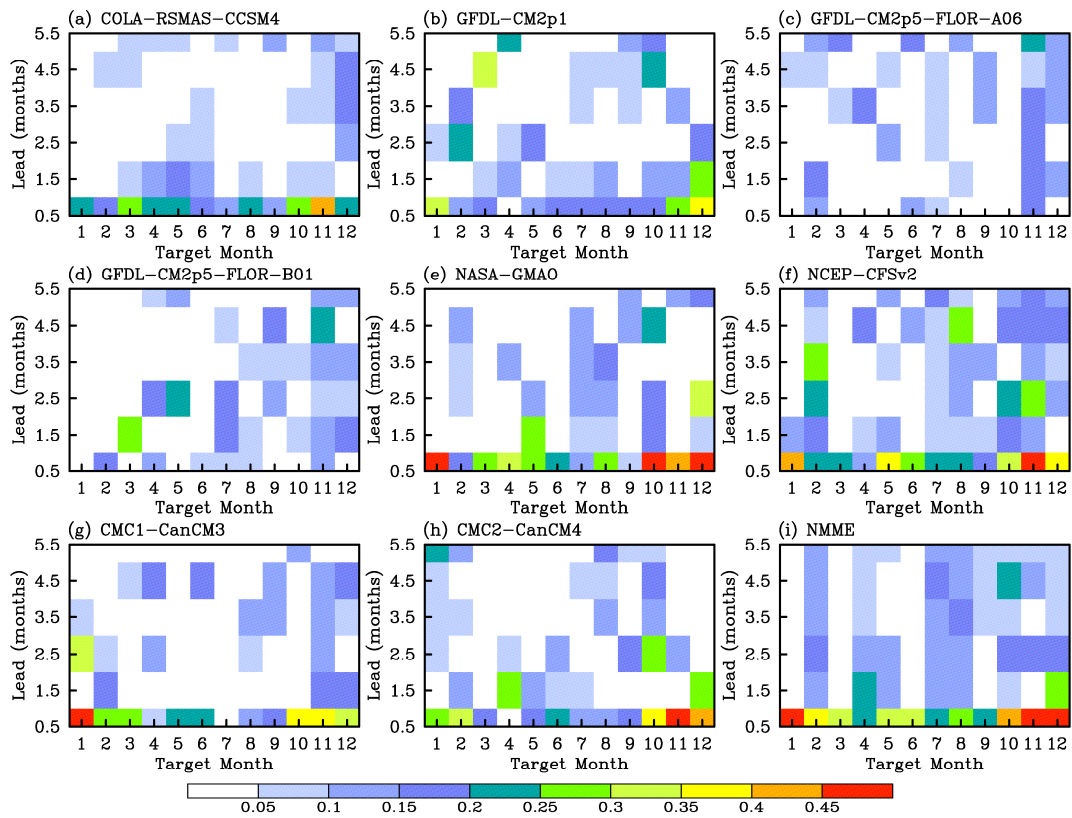 (a) COLA-RSMAS-CCSM4
(b) GFDL-CM2p1
(c) GFDL-CM2p5-FLOR-A06
5.5 4.5 3.5 2.5 1.5 0.5
Lead (months)
1 2 3 4 5 6 7 8 9 10 11 12
Target Month
5.5 4.5 3.5 2.5 1.5 0.5
Lead (months)
1 2 3 4 5 6 7 8 9 10 11 12
Target Month
5.5 4.5 3.5 2.5 1.5 0.5
Lead (months)
1 2 3 4 5 6 7 8 9 10 11 12
Target Month
(d) GFDL-CM2p5-FLOR-B01
(e) NASA-GMAO
(f) NCEP-CFSv2
5.5 4.5 3.5 2.5 1.5 0.5
Lead (months)
1 2 3 4 5 6 7 8 9 10 11 12
Target Month
5.5 4.5 3.5 2.5 1.5 0.5
Lead (months)
1 2 3 4 5 6 7 8 9 10 11 12
Target Month
5.5 4.5 3.5 2.5 1.5 0.5
Lead (months)
1 2 3 4 5 6 7 8 9 10 11 12
Target Month
(g) CMC1-CanCM3
(h) CMC2-CanCM4
(i) NMME
5.5 4.5 3.5 2.5 1.5 0.5
Lead (months)
1 2 3 4 5 6 7 8 9 10 11 12
Target Month
5.5 4.5 3.5 2.5 1.5 0.5
Lead (months)
1 2 3 4 5 6 7 8 9 10 11 12
Target Month
5.5 4.5 3.5 2.5 1.5 0.5
Lead (months)
1 2 3 4 5 6 7 8 9 10 11 12
Target Month
0.05 0.1 0.15 0.2 0.25 0.3 0.35 0.4 0.45